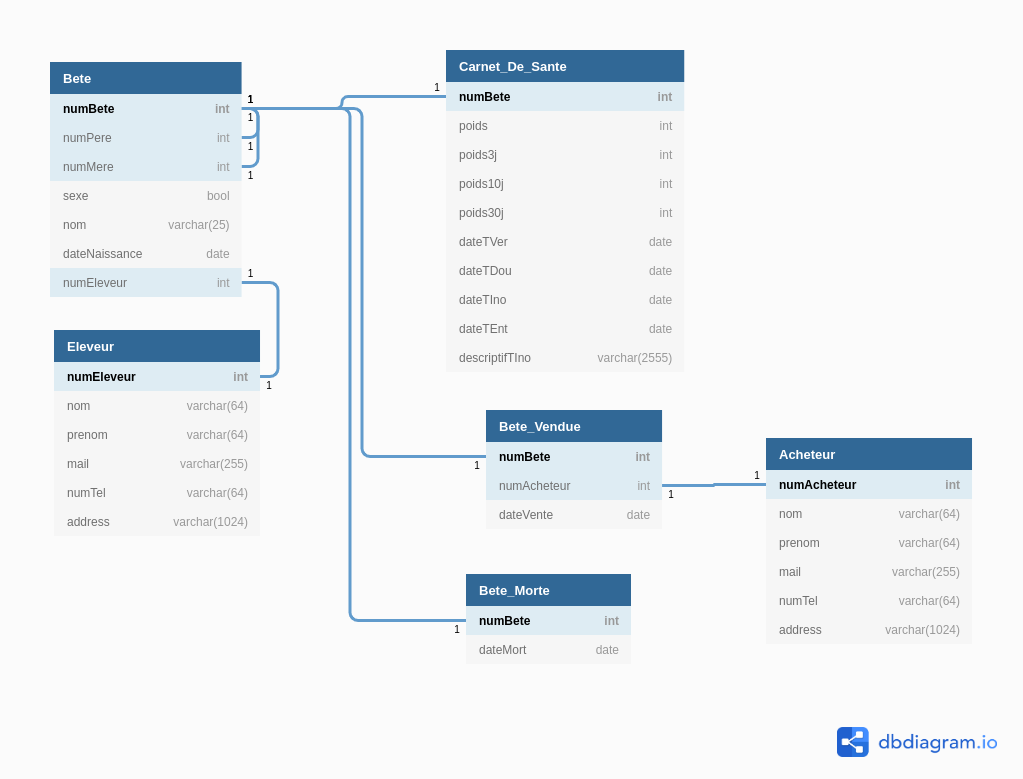 Bete
numBete int
numPere int
numMere int
sexe bool
nom varchar(25)
dateNaissance date
numEleveur int
1
1
1
1
1
1
Eleveur
numEleveur int
nom varchar(64)
prenom varchar(64)
mail varchar(255)
numTel varchar(64)
address varchar(1024)
1
Carnet_De_Sante
numBete int
poids int
poids3j int
poids10j int
poids30j int
dateTVer date
dateTDou date
dateTIno date
dateTEnt date
descriptifTIno varchar(2555)
Bete_Vendue
numBete int
numAcheteur int
dateVente date
1
1
1
Acheteur
numAcheteur int
nom varchar(64)
prenom varchar(64)
mail varchar(255)
numTel varchar(64)
address varchar(1024)
Bete_Morte
numBete int
dateMort date
1
dbdiagram.io